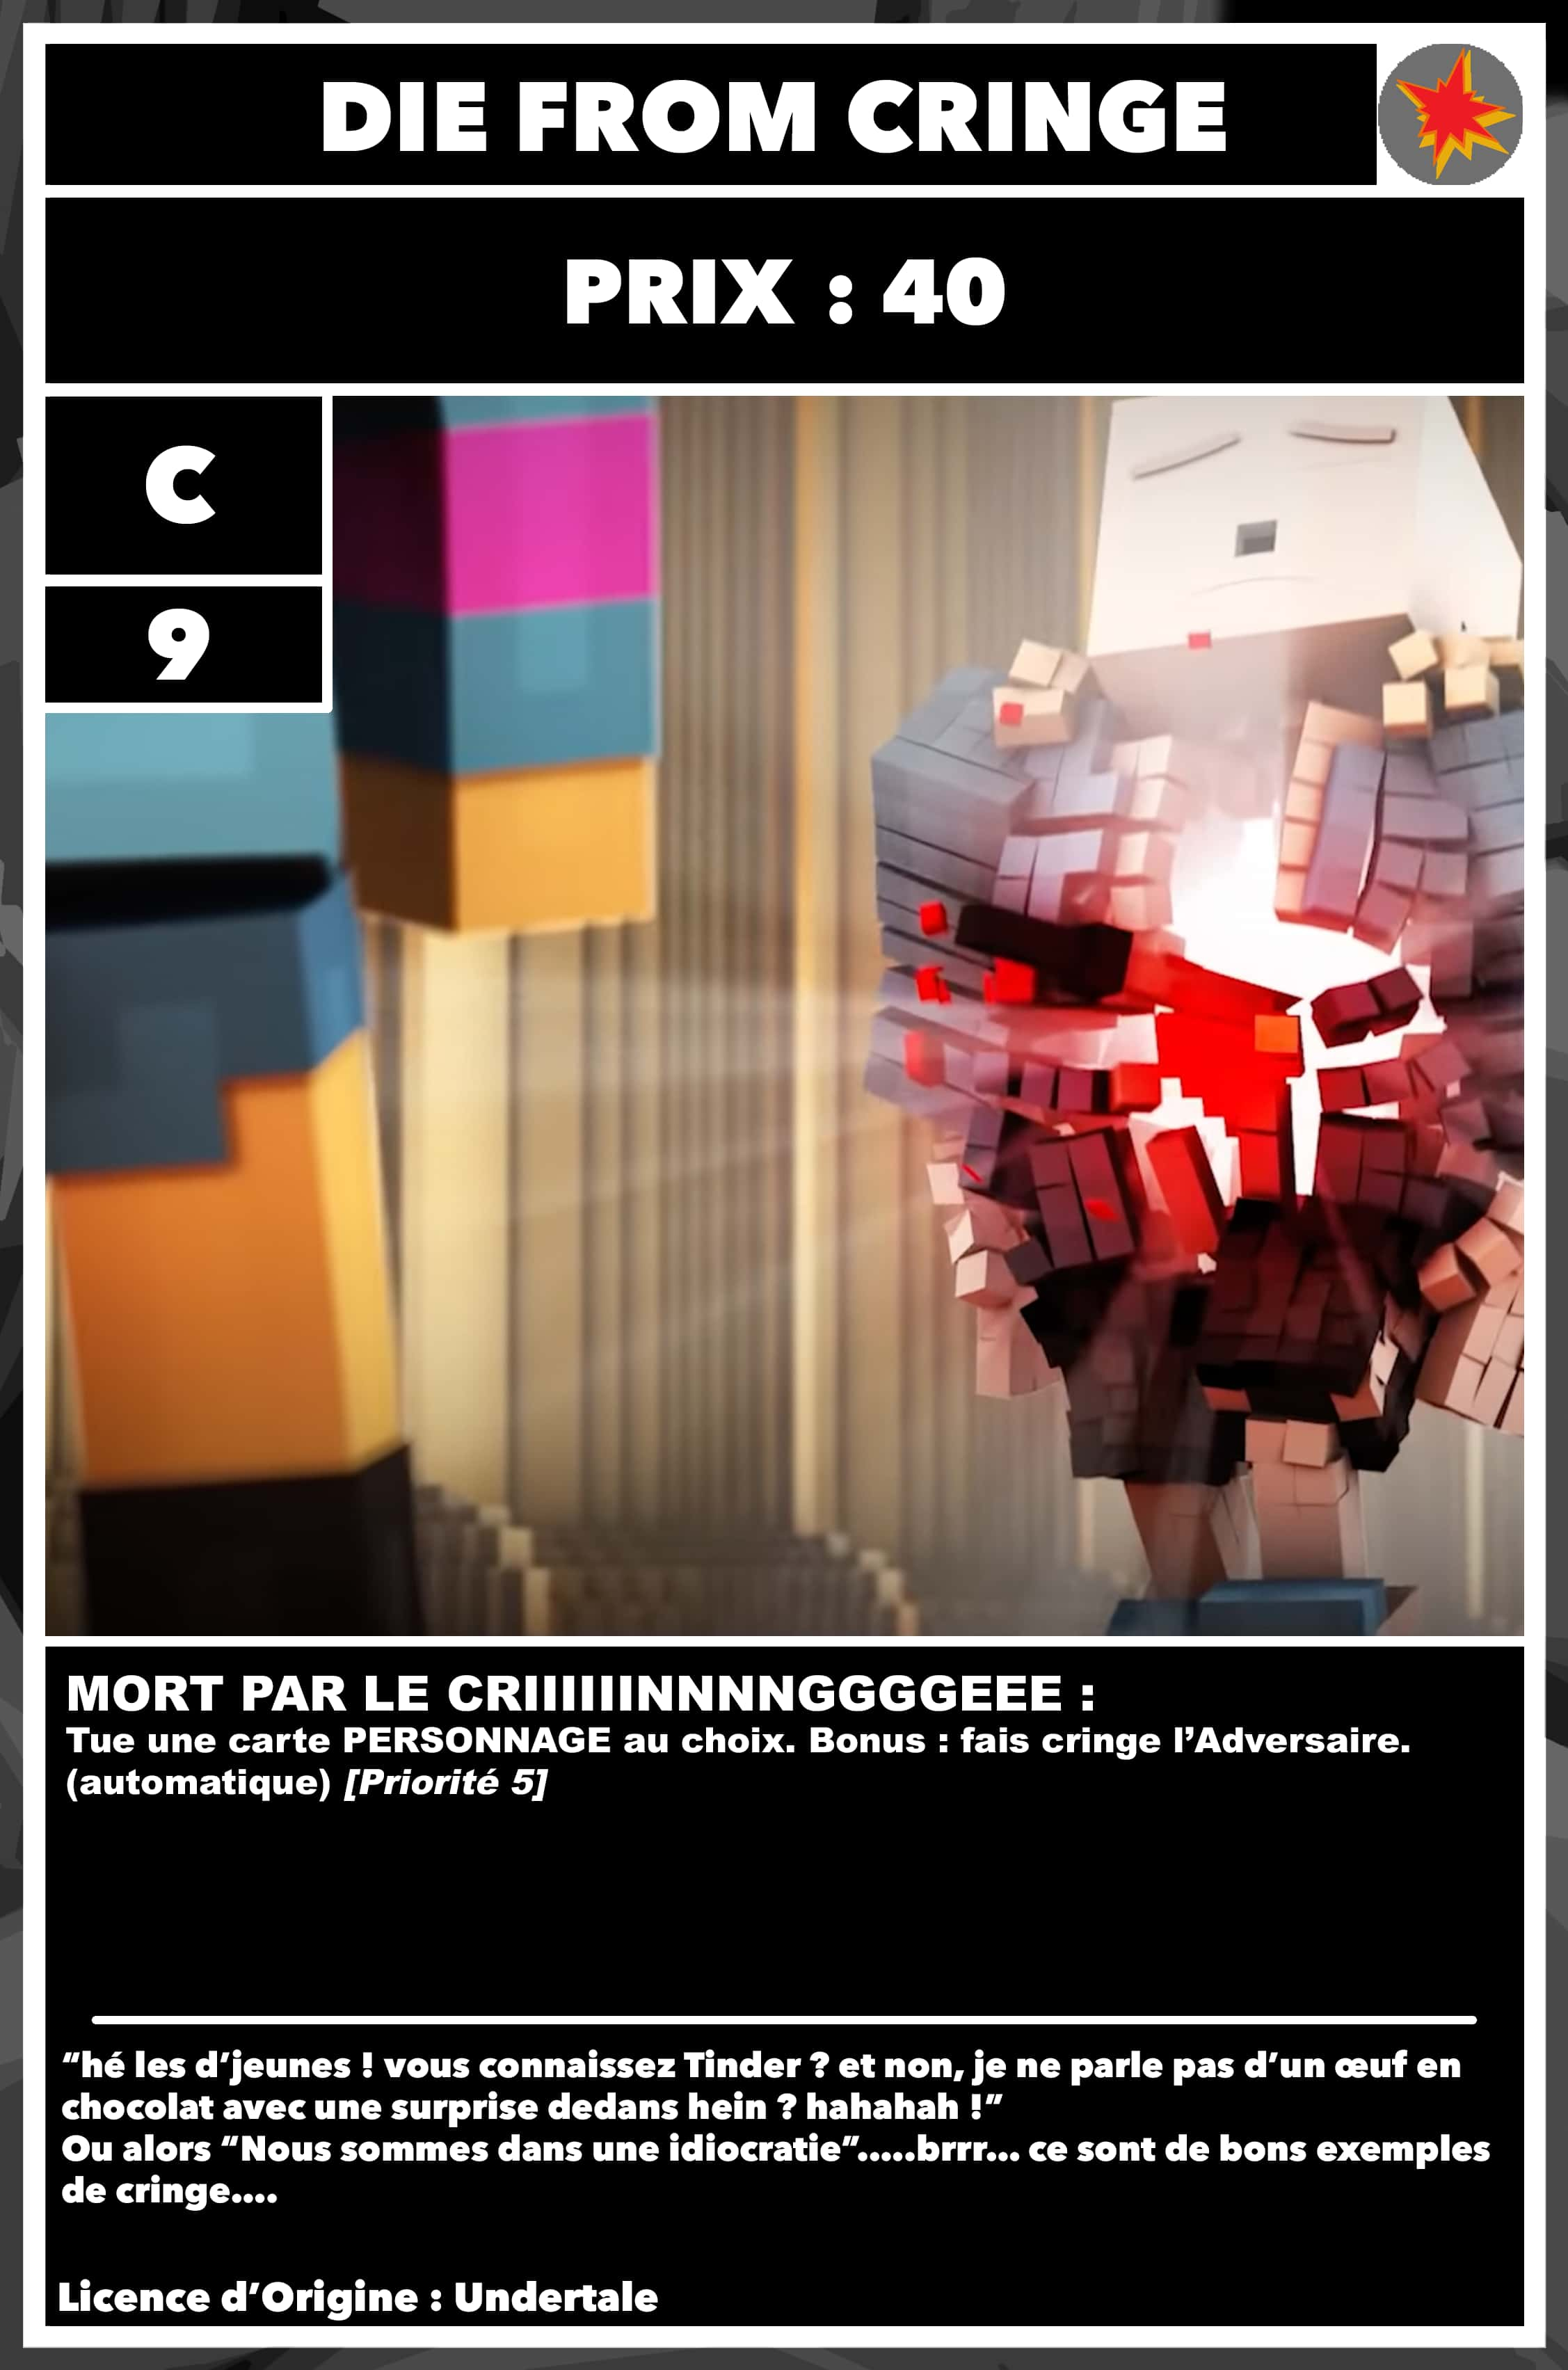 DIE FROM CRINGE
PRIX : 40
C
9
MORT PAR LE CRIIIIIIINNNNGGGGEEE :
Tue une carte PERSONNAGE au choix. Bonus : fais cringe l’Adversaire.
(automatique) [Priorité 5]
“hé les d’jeunes ! vous connaissez Tinder ? et non, je ne parle pas d’un œuf en
chocolat avec une surprise dedans hein ? hahahah !”
Ou alors “Nous sommes dans une idiocratie”.....brrr... ce sont de bons exemples
de cringe....
Licence d’Origine : Undertale